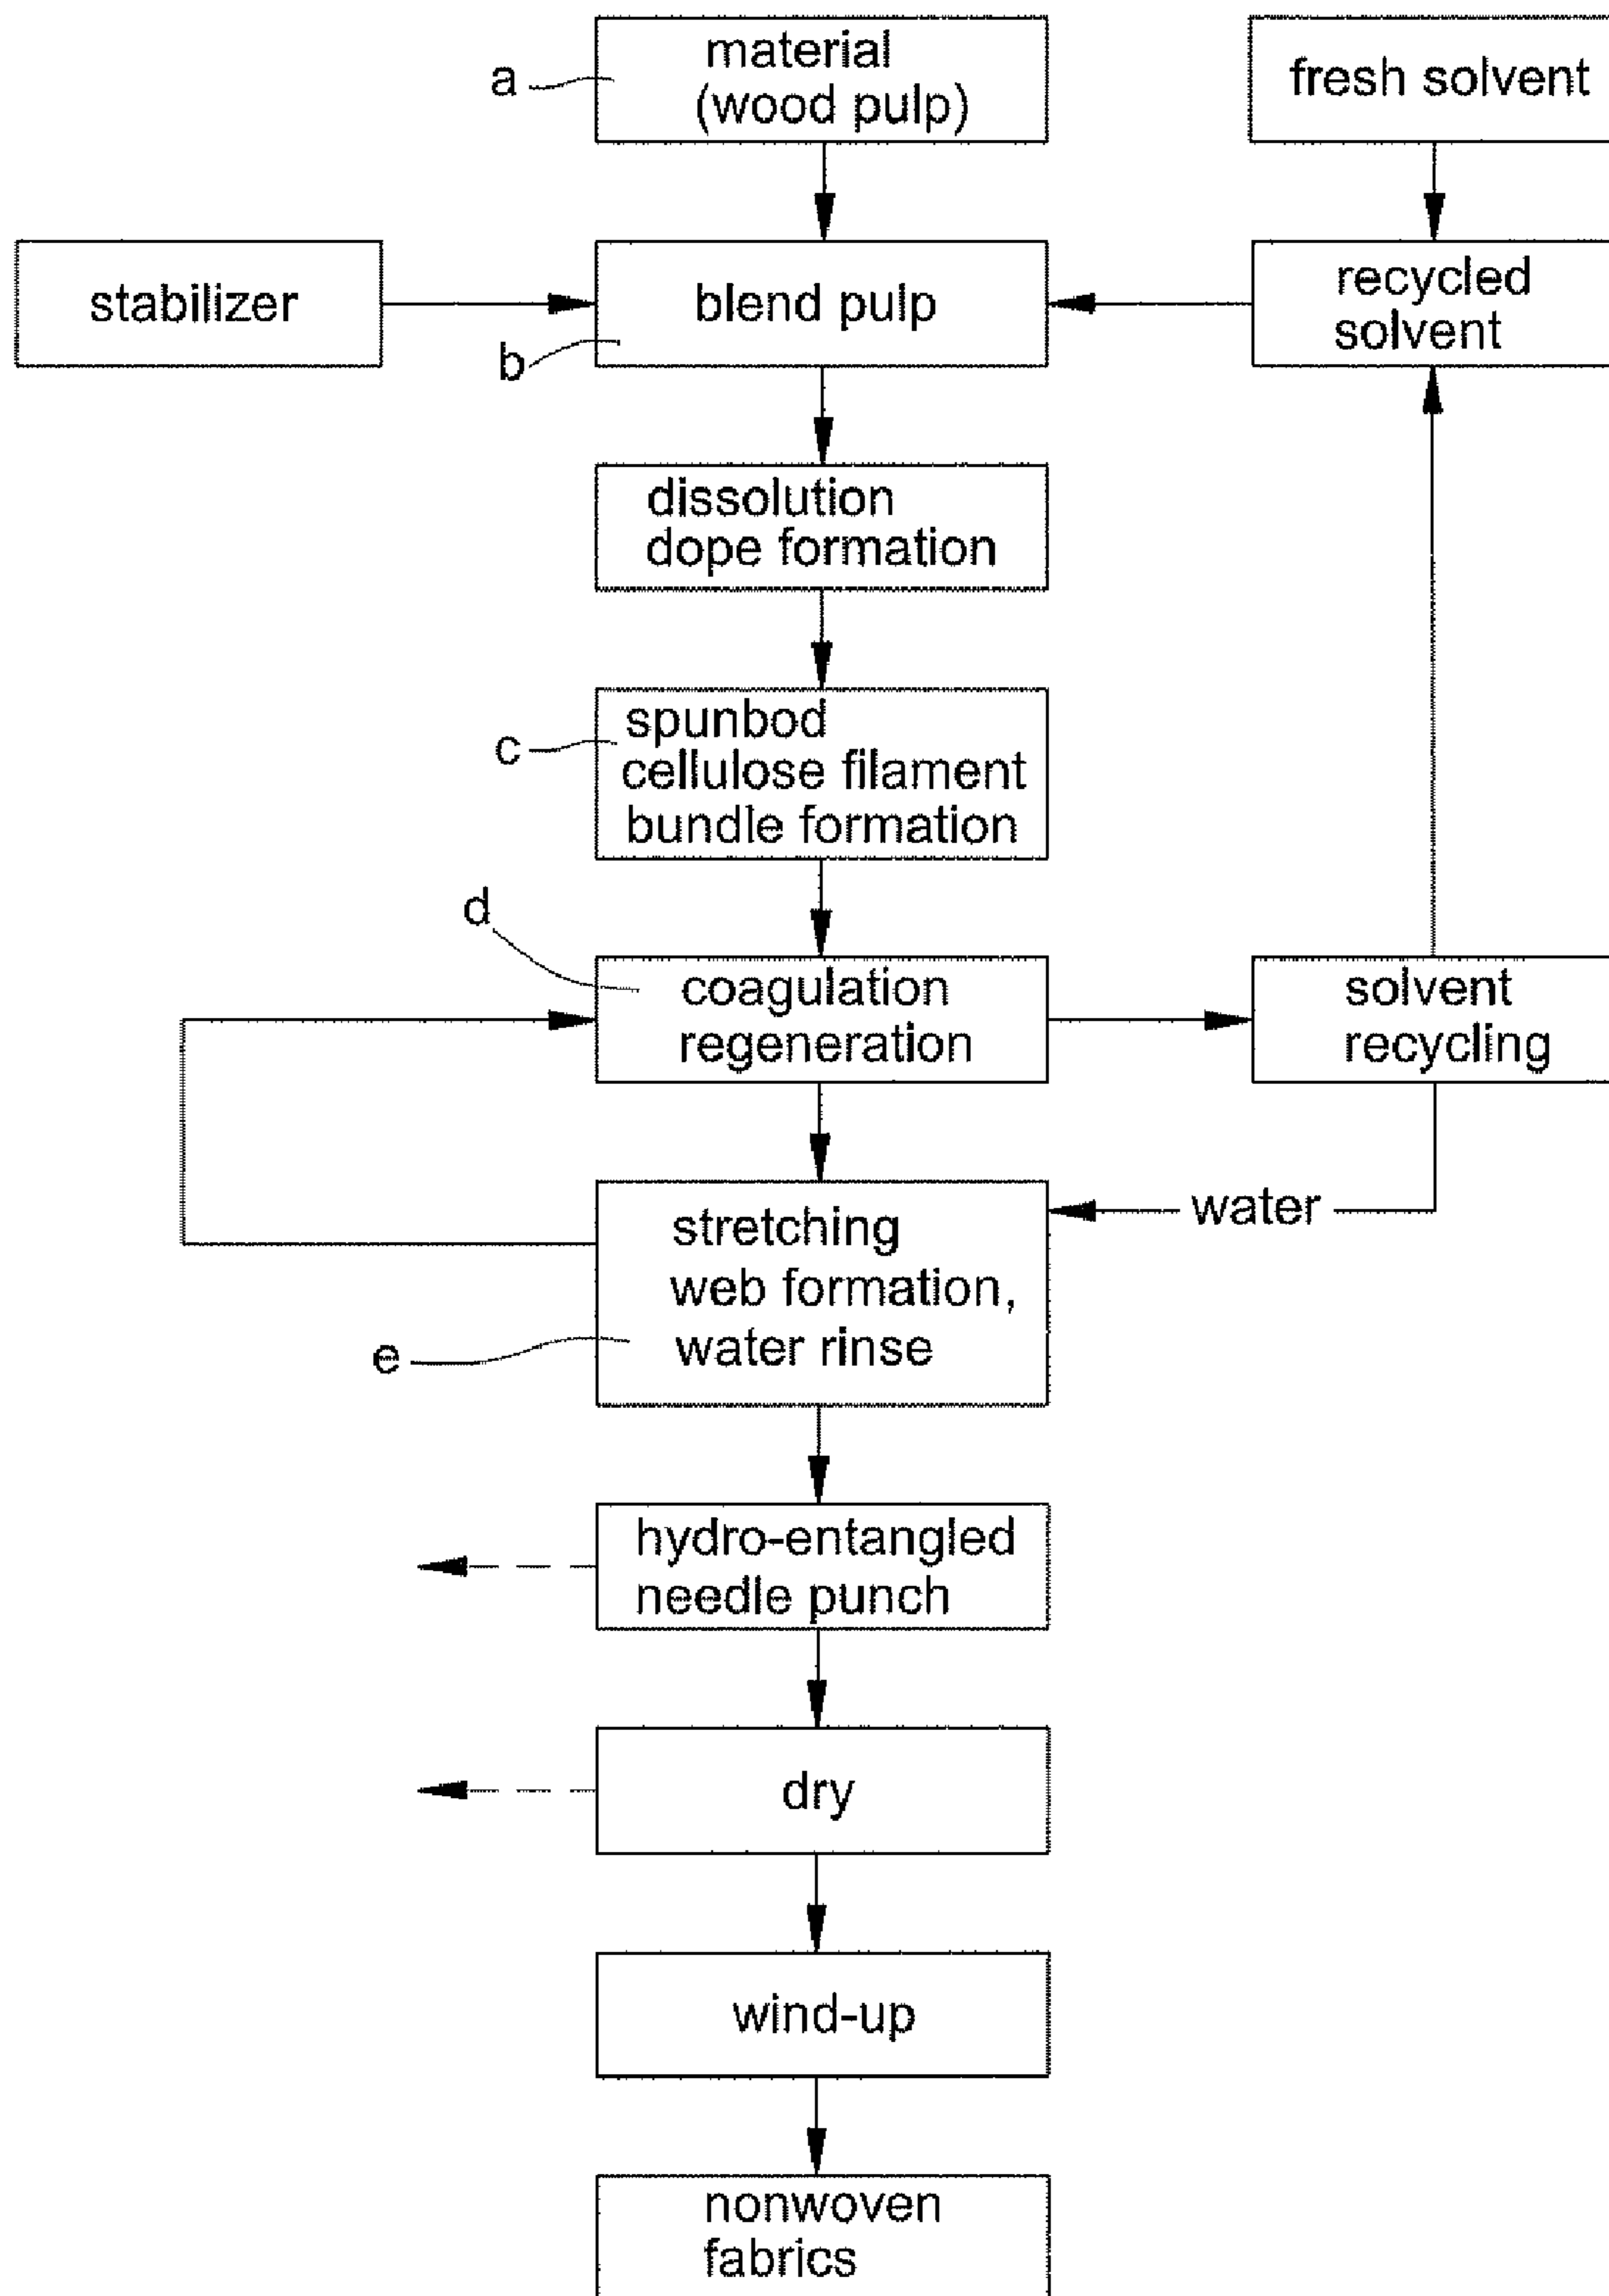 a
material
(wood pulp)
fresh solvent
stabilizer
b
blend pulp
recycled
solvent
dissolution
dope formation
c
spunbod
cellulose filament
bundle formation
d
coagulation
regeneration
solvent
recycling
water
e
stretching
web formation,
water rinse
hydro-entangled
needle punch
dry
wind-up
nonwoven
fabrics